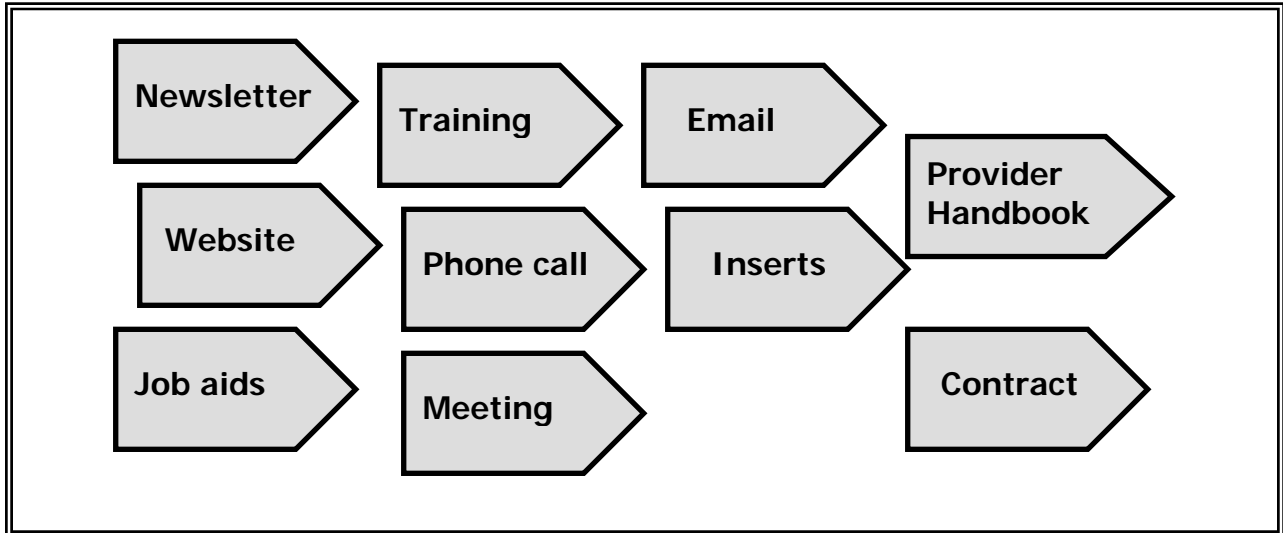 Newsletter
Training
Email
Provider
Handbook
Website
Phone call
Inserts
Job aids
Meeting
Contract